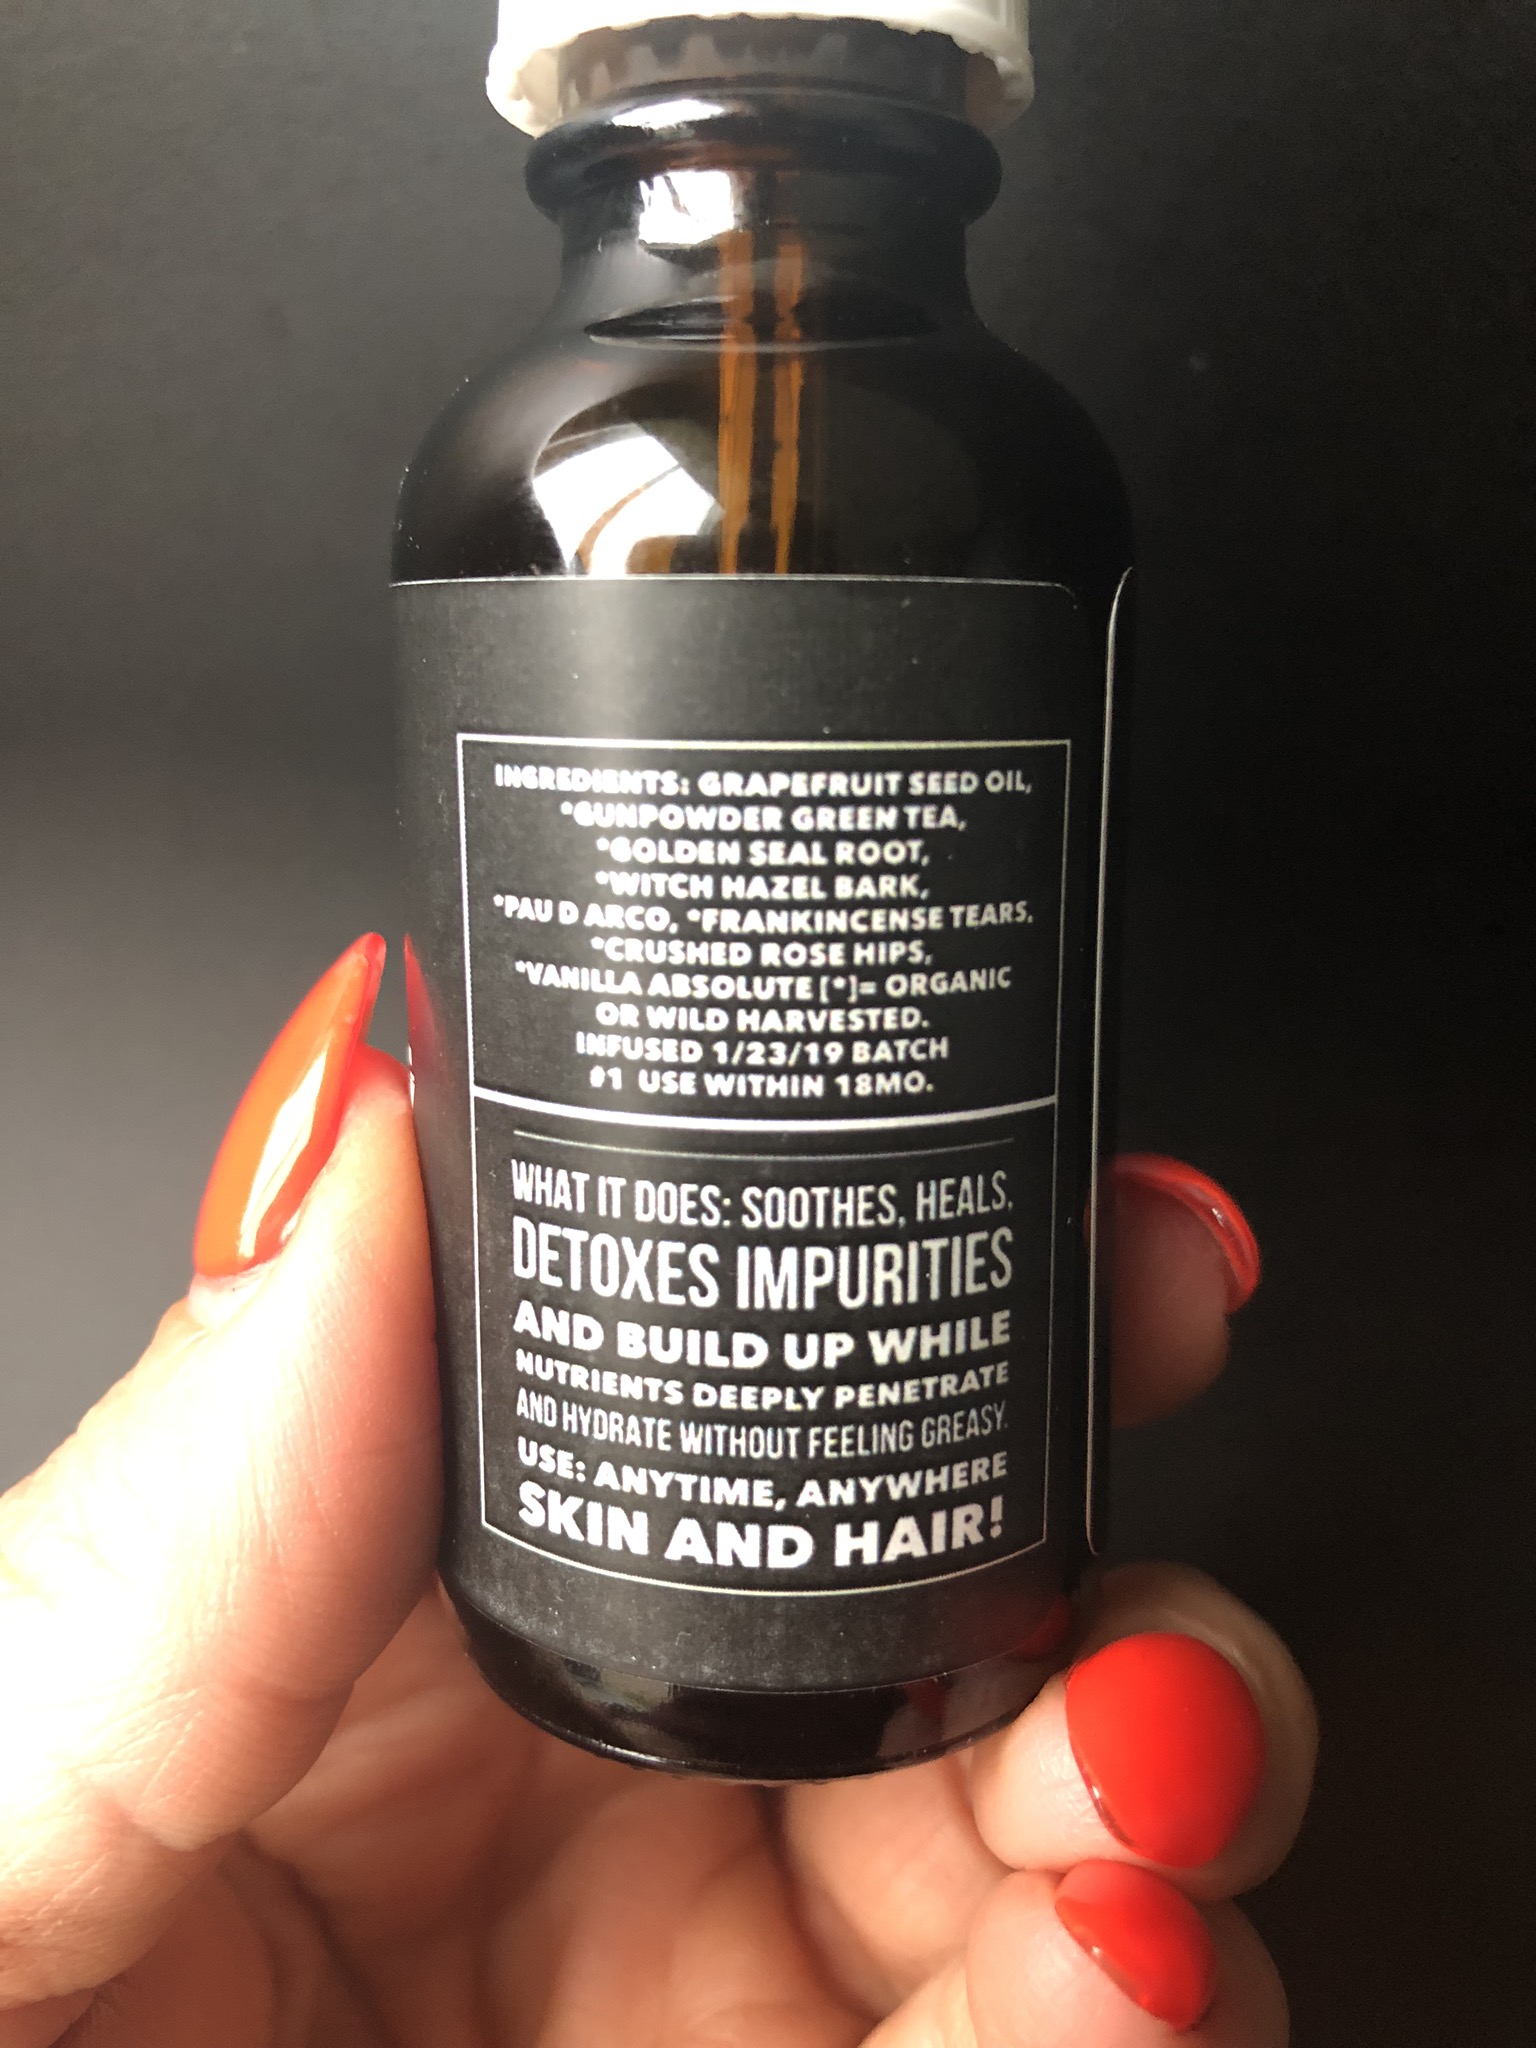 INGREDIENTS: GRAPEFRUIT SEED OIL,
*GUNPOWDER GREEN TEA,
*GOLDEN SEAL ROOT,
*WITCH HAZEL BARK,
*PAU D ARCO, *FRANKINCENSE TEARS.
*CRUSHED ROSE HIPS,
*VANILLA ABSOLUTE [*]= ORGANIC
OR WILD HARVESTED.
INFUSED 1/23/19 BATCH
#1 USE WITHIN 18MO.
WHAT IT DOES: SOOTHES, HEALS,
DETOXES IMPURITIES
AND BUILD UP WHILE
NUTRIENTS DEEPLY PENETRATE
AND HYDRATE WITHOUT FEELING GREASY.
USE: ANYTIME, ANYWHERE
SKIN AND HAIR!